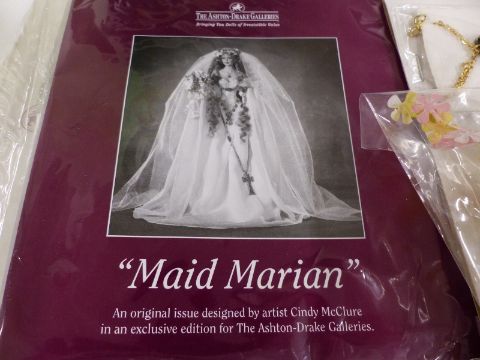 THE ASHTON-DRAKE GALLERIES
Bringing You Dolls of Irresistible Value
"Maid Marian"
An original issue designed by artist Cindy McClure
in an exclusive edition for The Ashton-Drake Galleries.